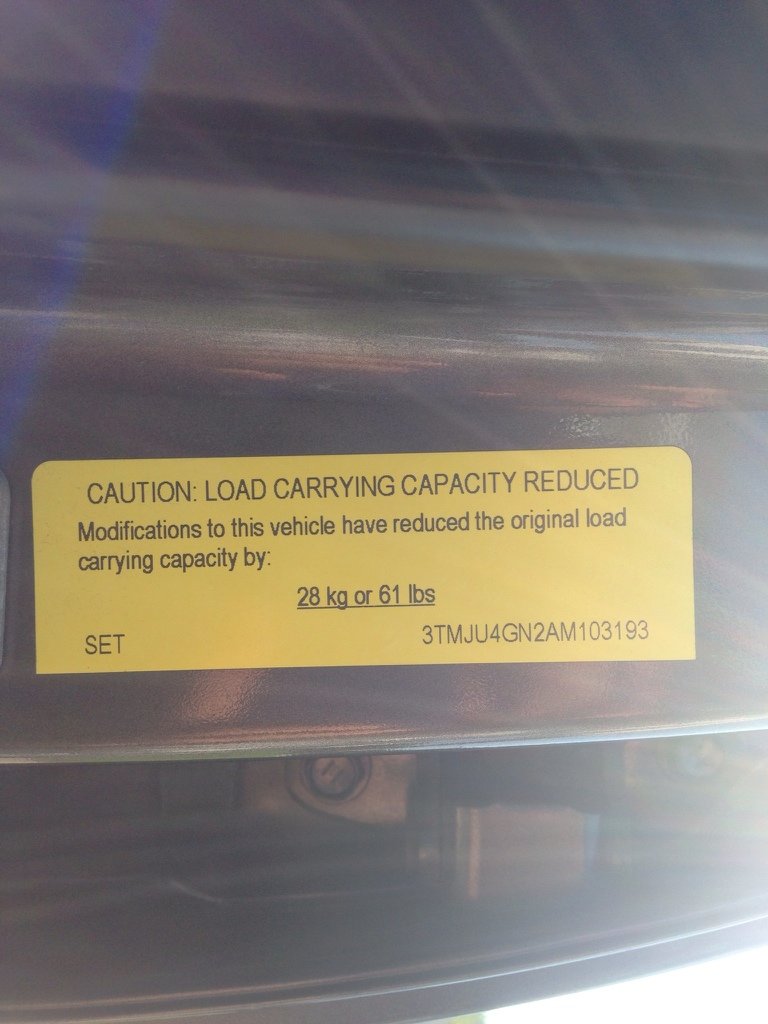 CAUTION: LOAD CARRYING CAPACITY REDUCED
Modifications to this vehicle have reduced the original load
carrying capacity by:
28 kg or 61 lbs
SET 3TMJU4GN2AM103193